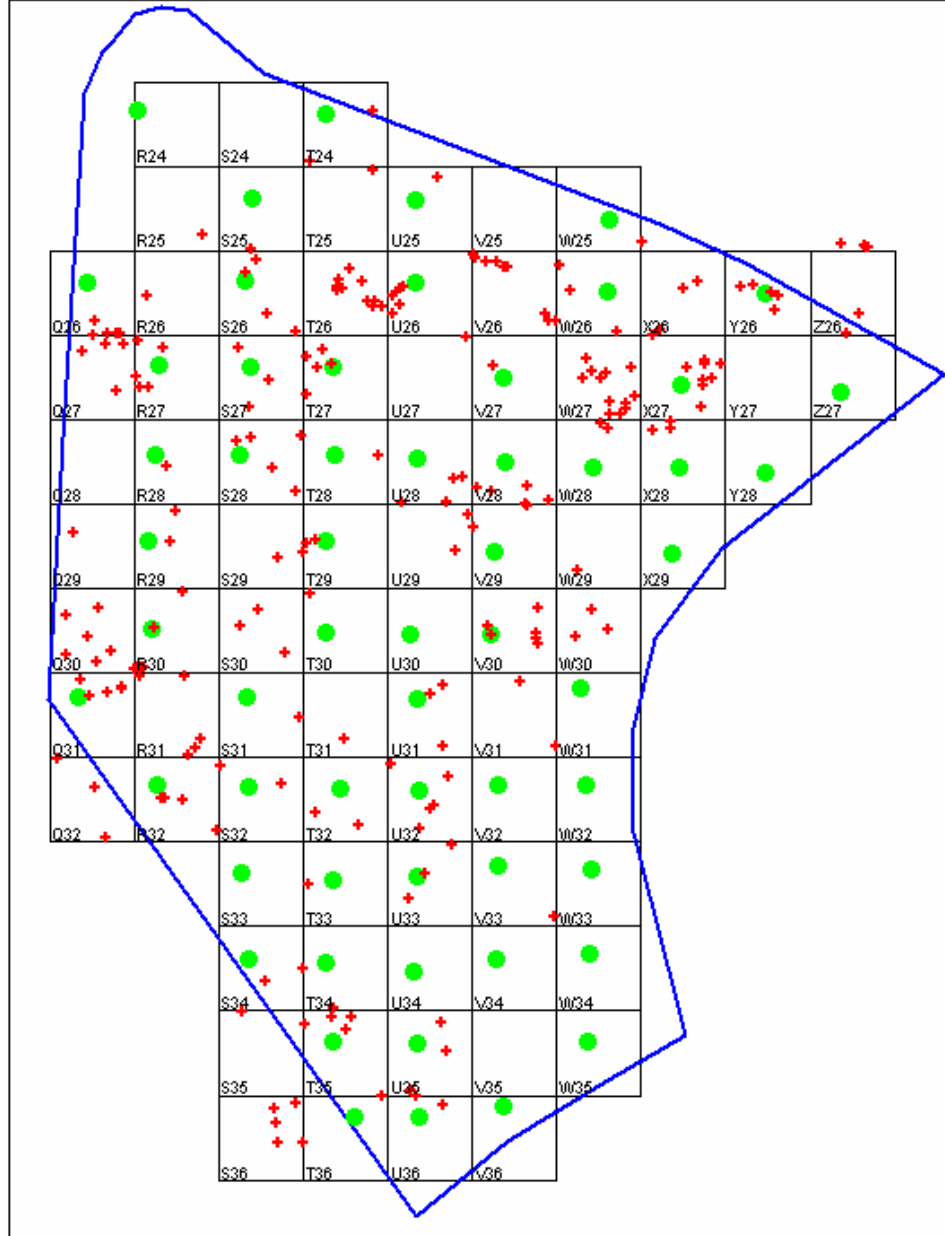 R24 S24 T24
R25 S25 T25 U25 V25 W25
Q26 R26 S26 T26 U26 V26 W26 X26 Y26 Z26
Q27 R27 S27 T27 U27 V27 W27 X27 Y27 Z27
Q28 R28 S28 T28 U28 V28 W28 X28 Y28
Q29 R29 S29 T29 U29 V29 W29 X29
Q30 R30 S30 T30 U30 V30 W30
Q31 R31 S31 T31 U31 V31 W31
Q32 R32 S32 T32 U32 V32 W32
S33 T33 U33 V33 W33
S34 T34 U34 V34 W34
S35 T35 U35 V35 W35
S36 T36 U36 V36